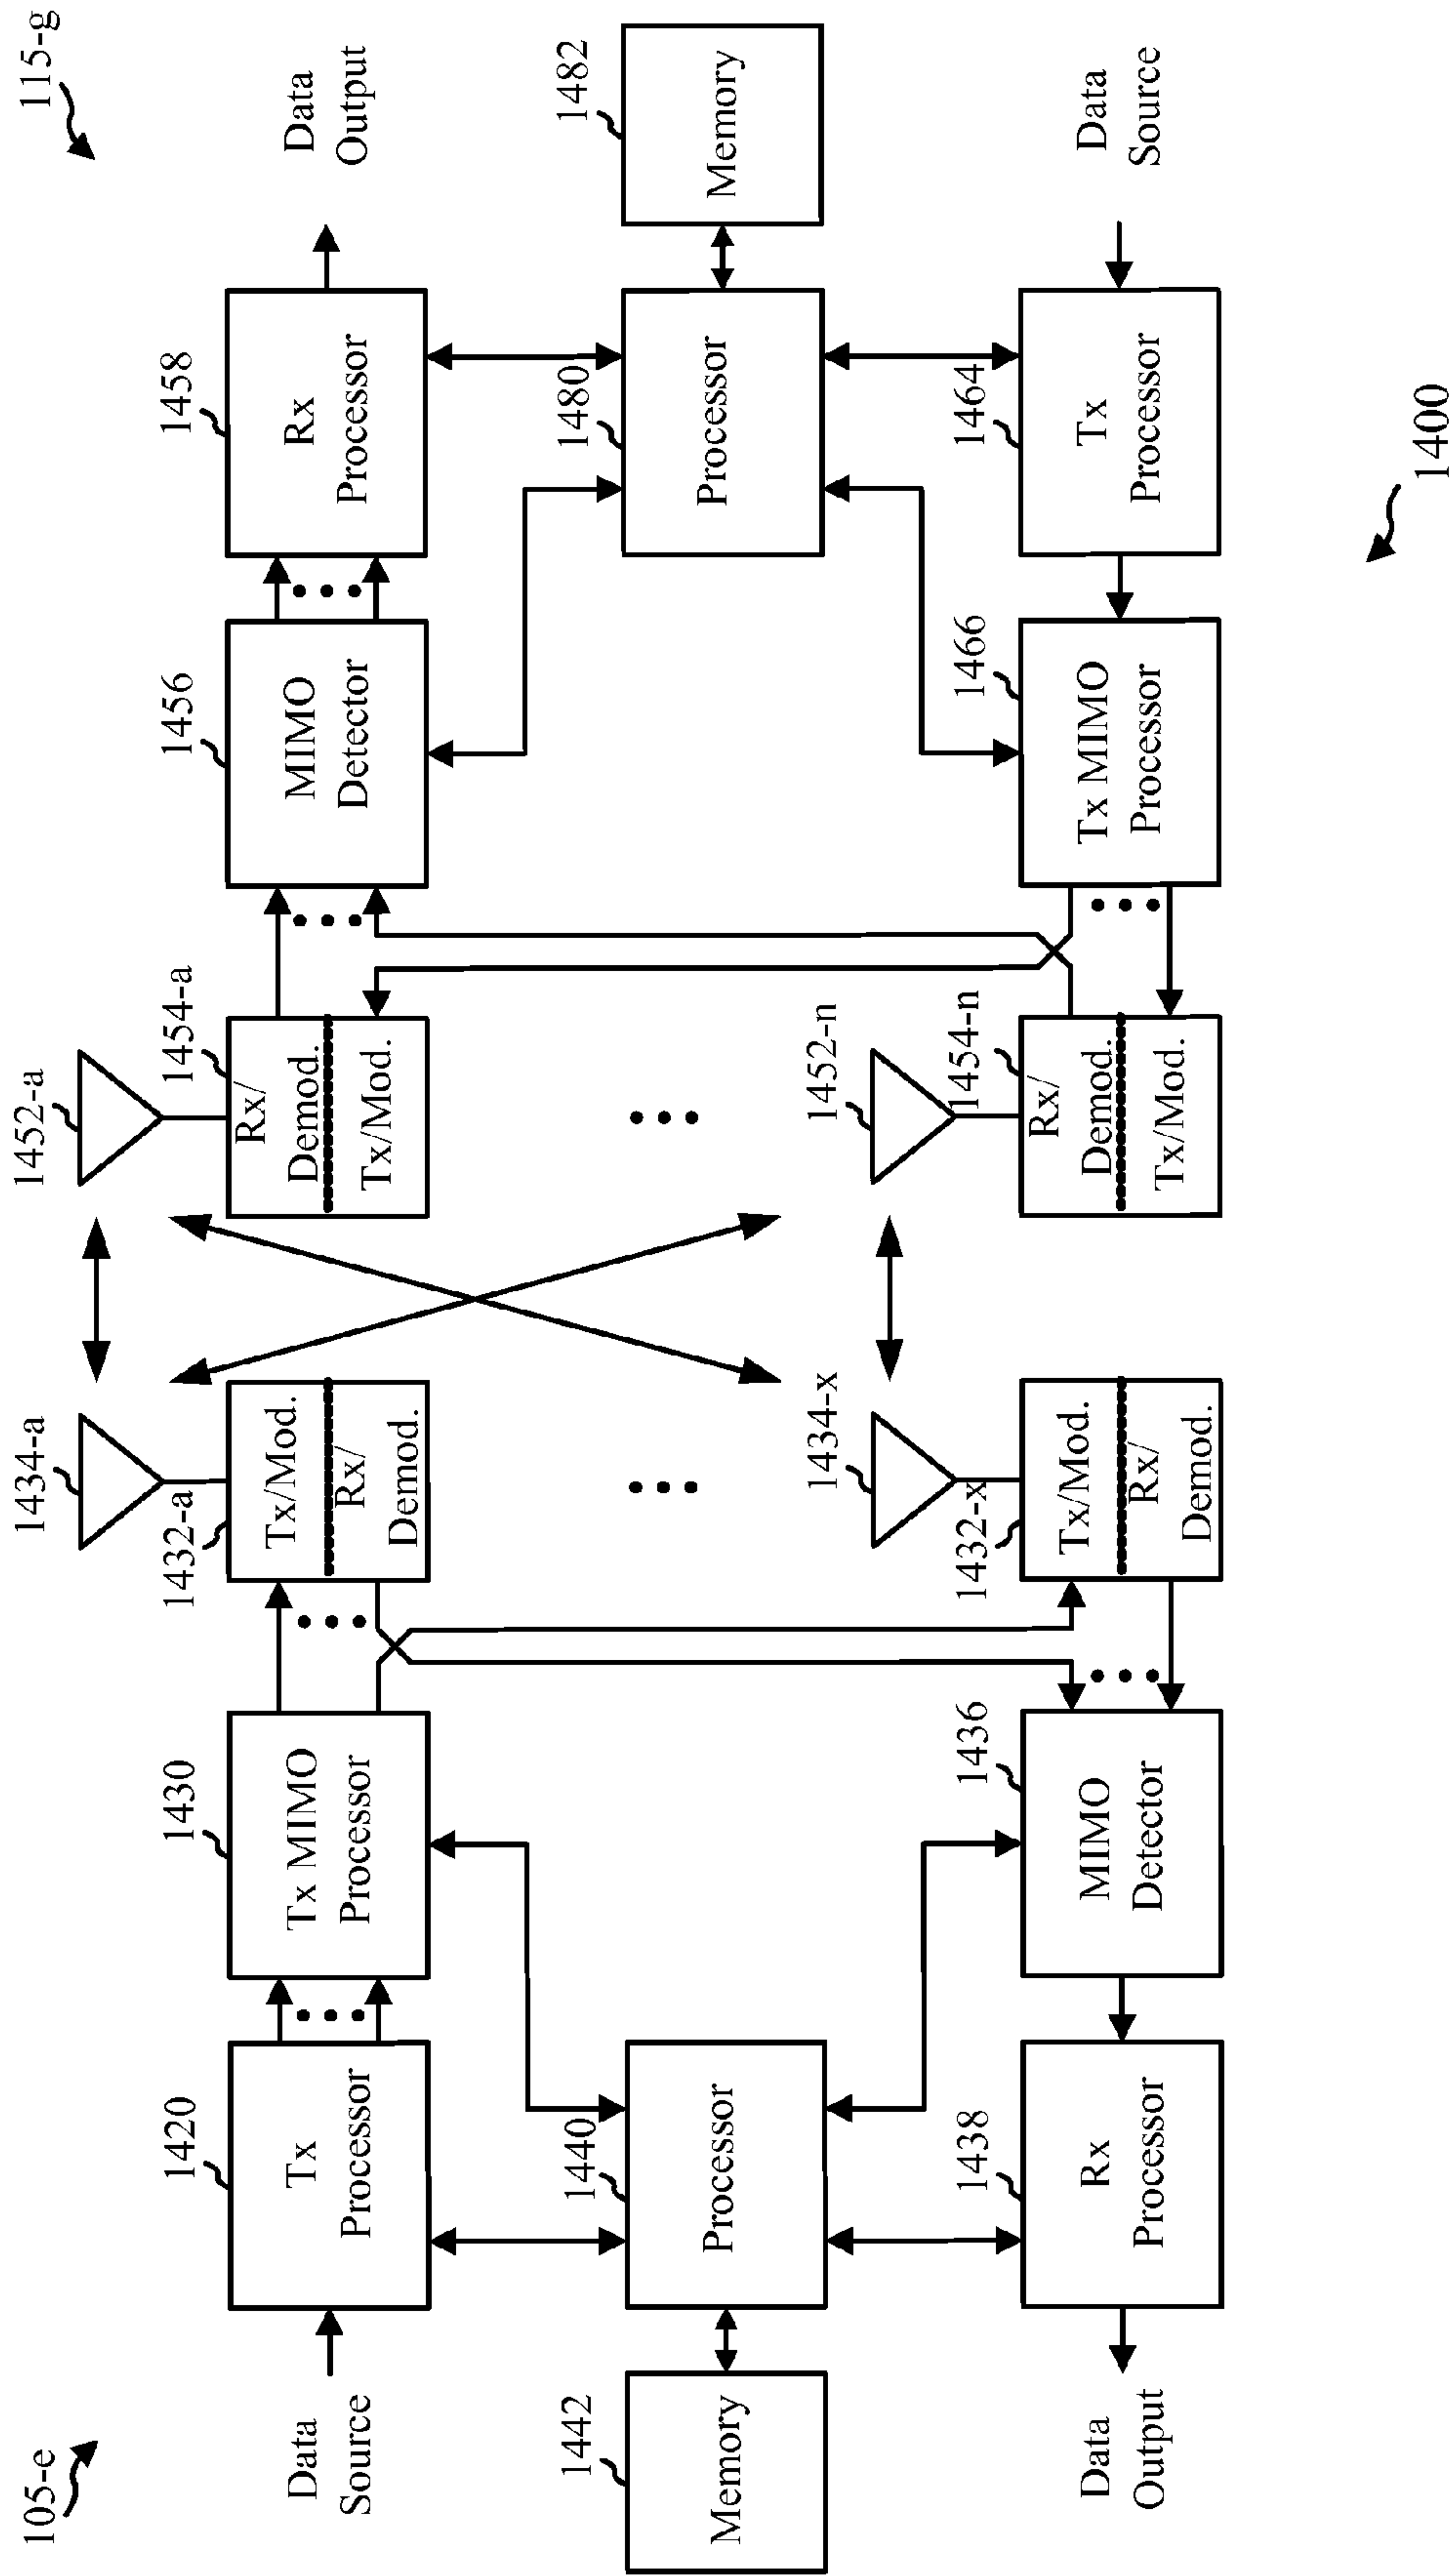 105-e
115-g
Data
Source
1420
Tx
Processor
1430
Tx MIMO
Processor
1432-a
Tx/Mod.
Rx/
Demod.
1434-a
1452-a
1454-a
Rx/
Demod.
Tx/Mod.
1456
MIMO
Detector
1458
Rx
Processor
Data
Output
1442
Memory
1440
Processor
1480
Processor
1482
Memory
Data
Output
1438
Rx
Processor
1436
MIMO
Detector
1432-x
Tx/Mod.
Rx/
Demod.
1434-x
1452-n
1454-n
Rx/
Demod.
Tx/Mod.
1466
Tx MIMO
Processor
1464
Tx
Processor
Data
Source
1400